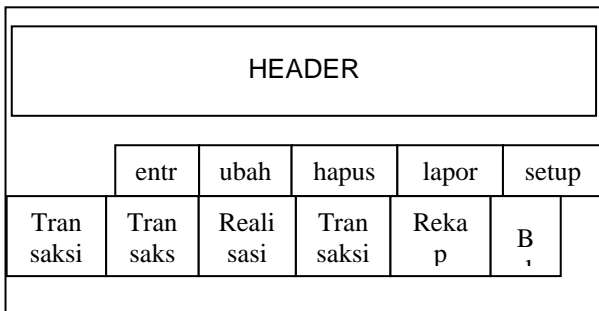 HEADER
entr ubah hapus lapor setup
Tran Tran Reali Tran Reka B
saksi saks sasi saksi p